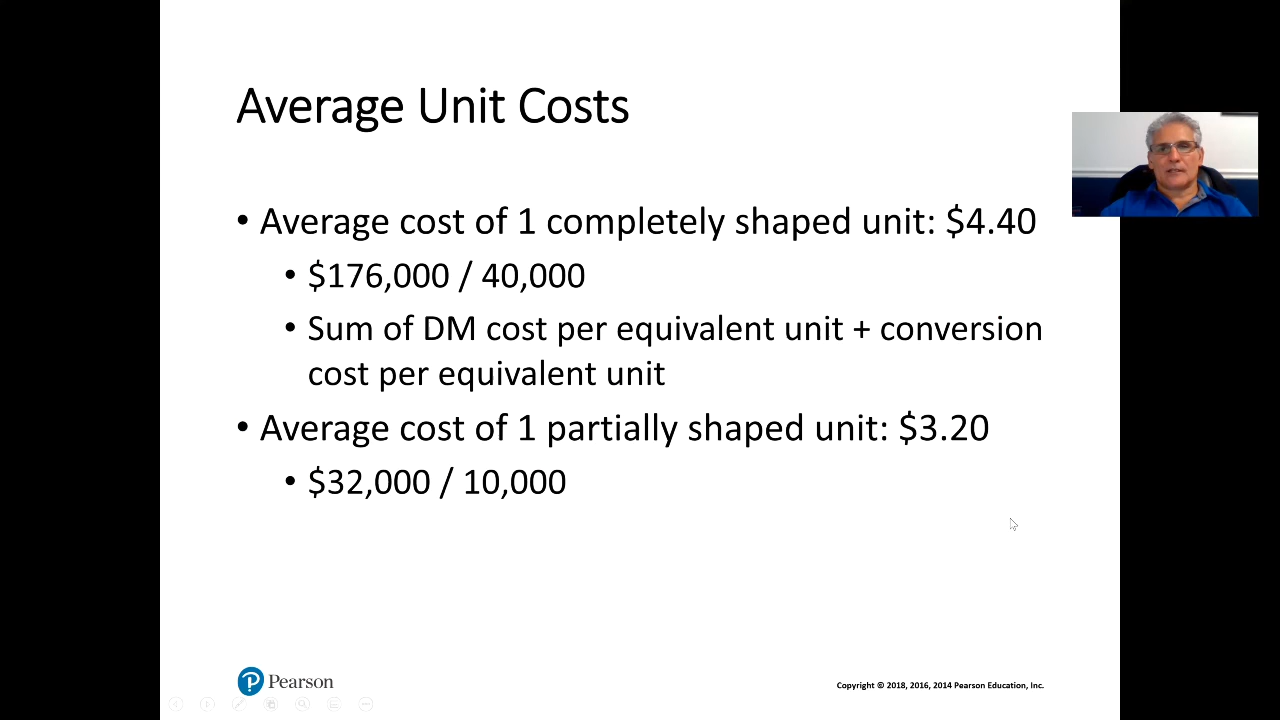 Average Unit Costs
• Average cost of 1 completely shaped unit: $4.40
• $176,000 / 40,000
• Sum of DM cost per equivalent unit + conversion
cost per equivalent unit
• Average cost of 1 partially shaped unit: $3.20
• $32,000 / 10,000
P Pearson
Copyright © 2018, 2016, 2014 Pearson Education, Inc.